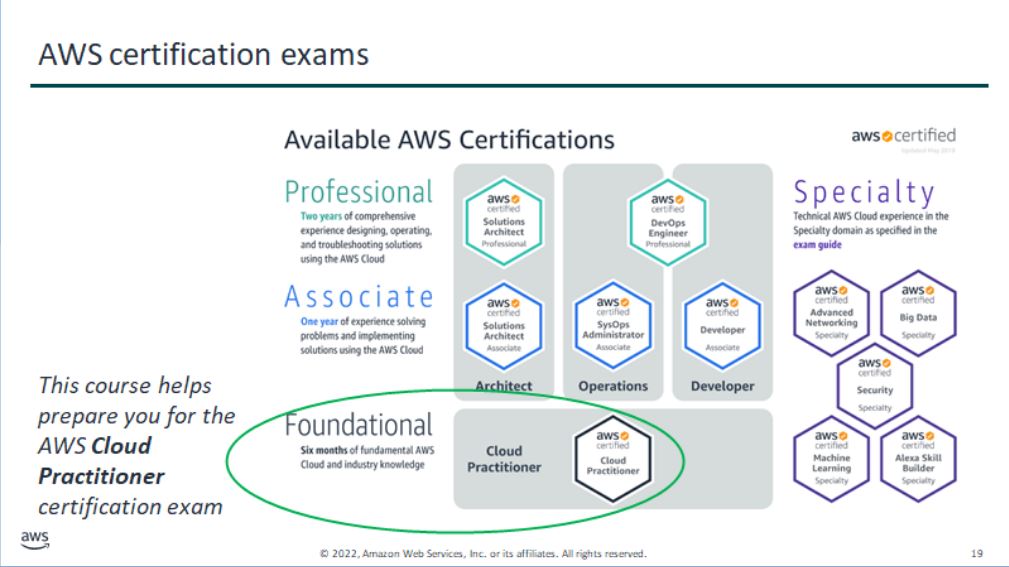 AWS certification exams
Available AWS Certifications
aws certified
Updated May 2019
Professional
Two years of comprehensive
experience designing, operating,
and troubleshooting solutions
using the AWS Cloud
aws
certified
Solutions
Architect
Professional
aws
certified
DevOps
Engineer
Professional
Specialty
Technical AWS Cloud experience in the
Specialty domain as specified in the
exam guide
Associate
One year of experience solving
problems and implementing
solutions using the AWS Cloud
aws
certified
Solutions
Architect
Associate
aws
certified
SysOps
Administrator
Associate
aws
certified
Developer
Associate
Architect
Operations
Developer
aws
certified
Advanced
Networking
Specialty
aws
certified
Big Data
Specialty
aws
certified
Security
Specialty
aws
certified
Machine
Learning
Specialty
aws
certified
Alexa Skill
Builder
Specialty
This course helps
prepare you for the
AWS Cloud
Practitioner
certification exam
Foundational
Six months of fundamental AWS
Cloud and industry knowledge
Cloud
Practitioner
aws
certified
Cloud
Practitioner
aws
© 2022, Amazon Web Services, Inc. or its affiliates. All rights reserved.
19